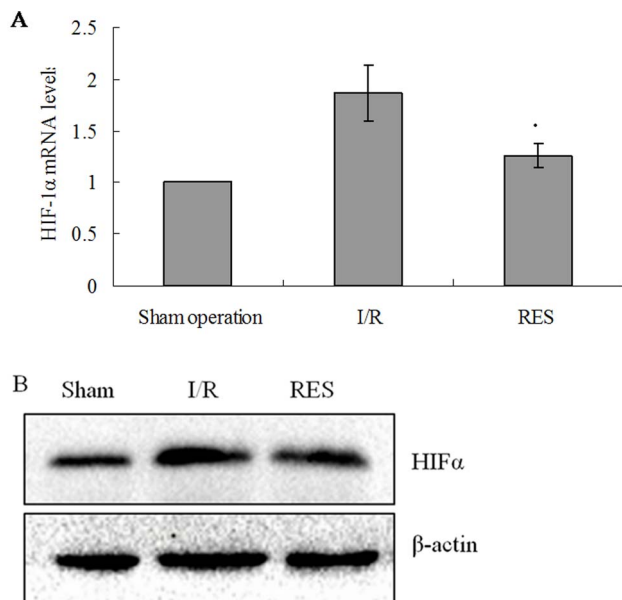 A
HIF-1α mRNA levels
2.5
2
1.5
1
0.5
0
Sham operation I/R RES
B Sham I/R RES
HIFα
β-actin